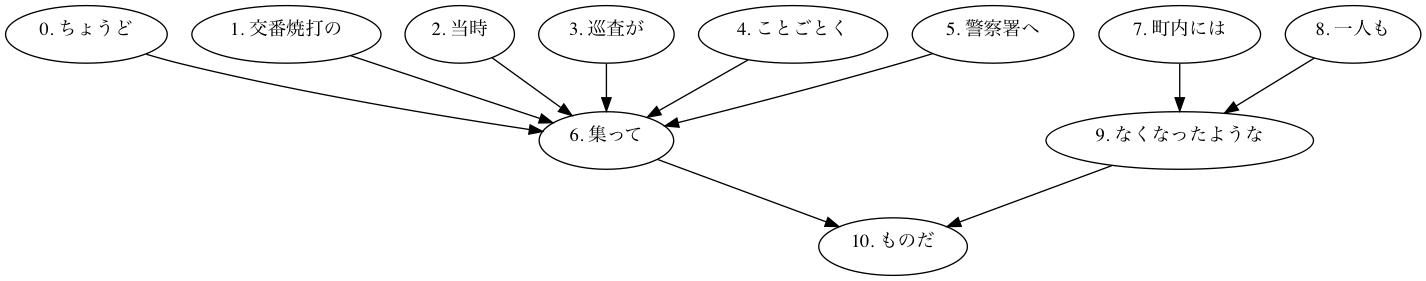 0. ちょうど
1. 交番焼打の
2. 当時
3. 巡査が
4. ことごとく
5. 警察署へ
7. 町内には
8. 一人も
6. 集って
9. なくなったような
10. ものだ